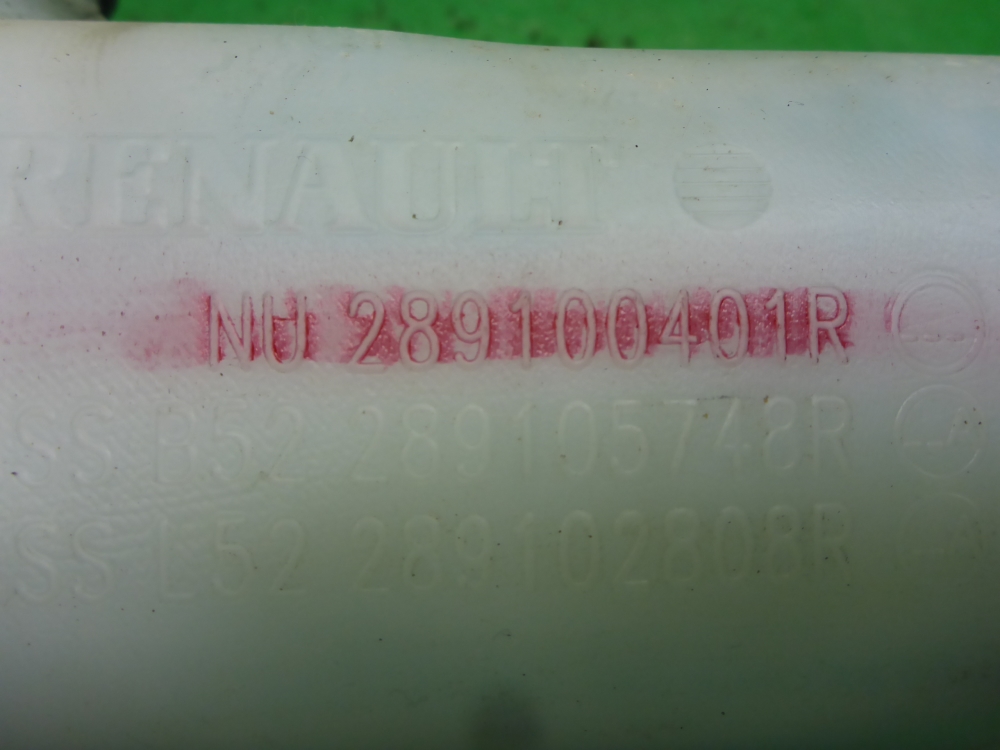 RENAULT
NU 289100401R
SS B52 289105748R
SS L52 289102808R